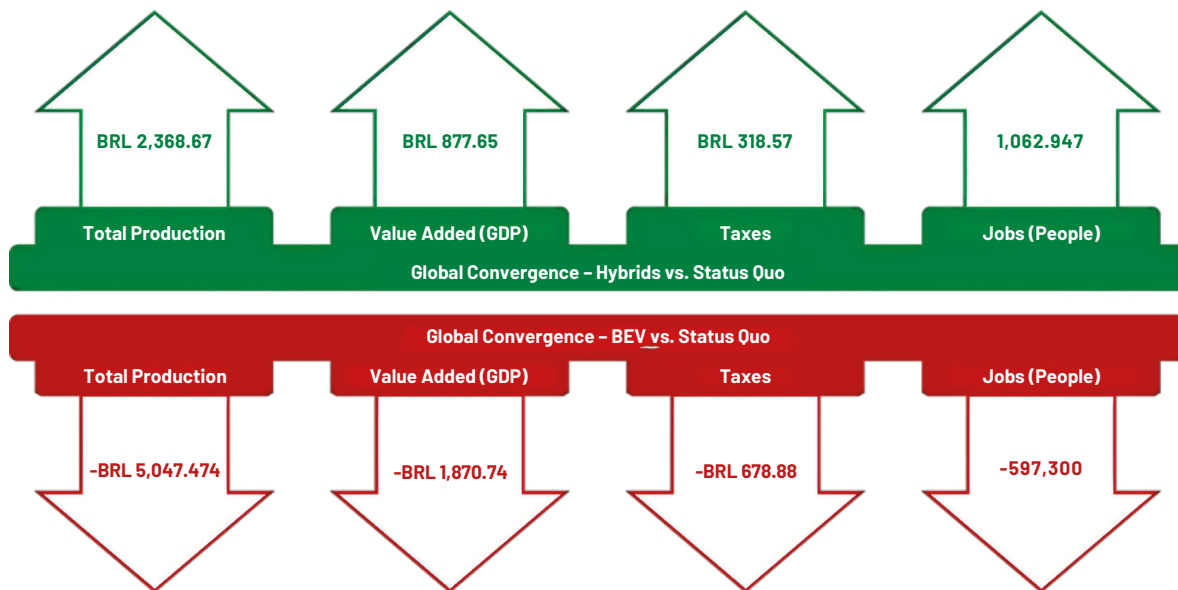 BRL 2,368.67
BRL 877.65
BRL 318.57
1,062.947
Total Production
Value Added (GDP)
Taxes
Jobs (People)
Global Convergence – Hybrids vs. Status Quo
Global Convergence – BEV vs. Status Quo
Total Production
Value Added (GDP)
Taxes
Jobs (People)
-BRL 5,047.474
-BRL 1,870.74
-BRL 678.88
-597,300